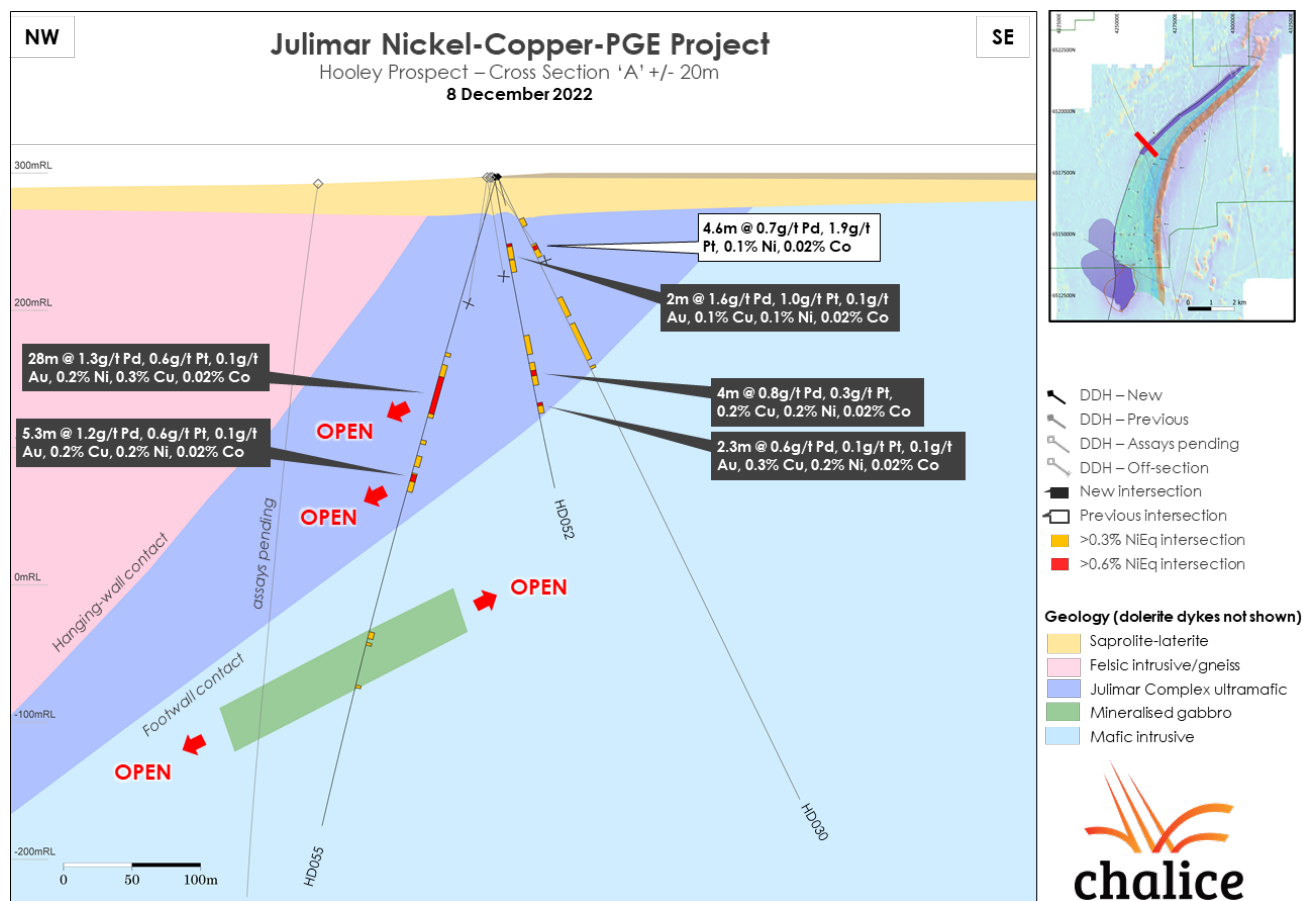 NW
Julimar Nickel-Copper-PGE Project
SE
Hooley Prospect – Cross Section ‘A’ +/- 20m
8 December 2022
300mRL
4.6m @ 0.7g/t Pd, 1.9g/t
Pt, 0.1% Ni, 0.02% Co
200mRL
2m @ 1.6g/t Pd, 1.0g/t Pt, 0.1g/t
Au, 0.1% Cu, 0.1% Ni, 0.02% Co
28m @ 1.3g/t Pd, 0.6g/t Pt, 0.1g/t
Au, 0.2% Ni, 0.3% Cu, 0.02% Co
OPEN
4m @ 0.8g/t Pd, 0.3g/t Pt,
0.2% Cu, 0.2% Ni, 0.02% Co
5.3m @ 1.2g/t Pd, 0.6g/t Pt, 0.1g/t
Au, 0.2% Cu, 0.2% Ni, 0.02% Co
2.3m @ 0.6g/t Pd, 0.1g/t Pt, 0.1g/t
Au, 0.3% Cu, 0.2% Ni, 0.02% Co
OPEN
HD052
assays pending
Hanging-wall contact
0mRL
OPEN
Footwall contact
-100mRL
OPEN
HD030
HD055
-200mRL
0 50 100m
0 1 2 km
DDH – New
DDH – Previous
DDH – Assays pending
DDH – Off-section
New intersection
Previous intersection
>0.3% NiEq intersection
>0.6% NiEq intersection
Geology (dolerite dykes not shown)
Saprolite-laterite
Felsic intrusive/gneiss
Julimar Complex ultramafic
Mineralised gabbro
Mafic intrusive
chalice